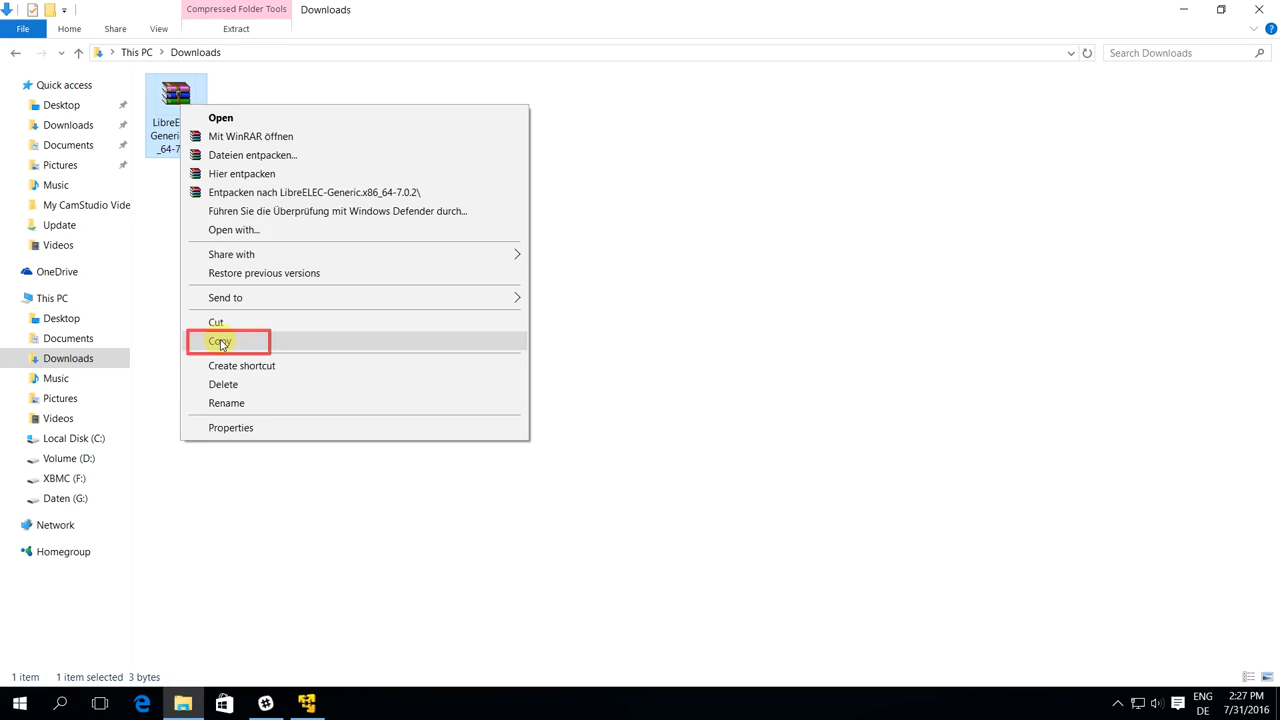 Compressed Folder Tools
Downloads
File
Home
Share
View
Extract
This PC
Downloads
Search Downloads
Quick access
Desktop
Downloads
Documents
Pictures
Music
My CamStudio Vide
Update
Videos
OneDrive
This PC
Desktop
Documents
Downloads
Music
Pictures
Videos
Local Disk (C:)
Volume (D:)
XBMC (F:)
Daten (G:)
Network
Homegroup
LibreE
Generic
_64-7
Open
Mit WinRAR öffnen
Dateien entpacken...
Hier entpacken
Entpacken nach LibreELEC-Generic.x86_64-7.0.2\
Führen Sie die Überprüfung mit Windows Defender durch...
Open with...
Share with
Restore previous versions
Send to
Cut
Copy
Create shortcut
Delete
Rename
Properties
1 item
1 item selected 3 bytes
ENG
DE
2:27 PM
7/31/2016